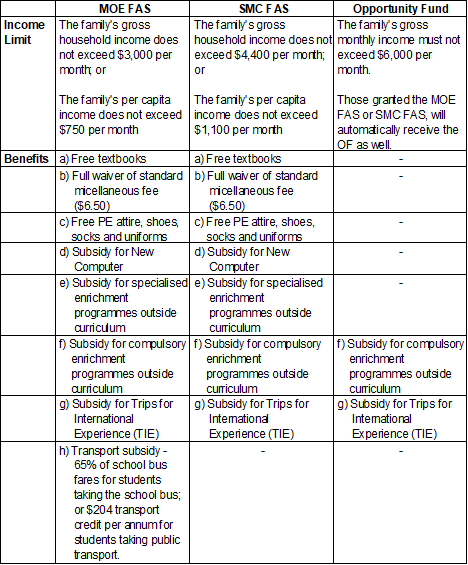 MOE FAS SMC FAS Opportunity Fund
Income
Limit
The family's gross
household income does
not exceed $3,000 per
month; or
The family's per capita
income does not exceed
$750 per month
The family's gross
household income does not
exceed $4,400 per month;
or
The family's per capita
income does not exceed
$1,100 per month
The family's gross
monthly income must not
exceed $6,000 per
month.
Those granted the MOE
FAS or SMC FAS, will
automatically receive the
OF as well.
Benefits
a) Free textbooks
a) Free textbooks
-
b) Full waiver of standard
micellaneous fee
($6.50)
b) Full waiver of standard
micellaneous fee
($6.50)
-
c) Free PE attire, shoes,
socks and uniforms
c) Free PE attire, shoes,
socks and uniforms
-
d) Subsidy for New
Computer
d) Subsidy for New
Computer
-
e) Subsidy for specialised
enrichment
programmes outside
curriculum
e) Subsidy for specialised
enrichment
programmes outside
curriculum
-
f) Subsidy for compulsory
enrichment
programmes outside
curriculum
f) Subsidy for compulsory
enrichment
programmes outside
curriculum
f) Subsidy for compulsory
enrichment
programmes outside
curriculum
g) Subsidy for Trips for
International
Experience (TIE)
g) Subsidy for Trips for
International
Experience (TIE)
g) Subsidy for Trips for
International
Experience (TIE)
h) Transport subsidy -
65% of school bus
fares for students
taking the school bus;
or $204 transport
credit per annum for
students taking public
transport.
-
-